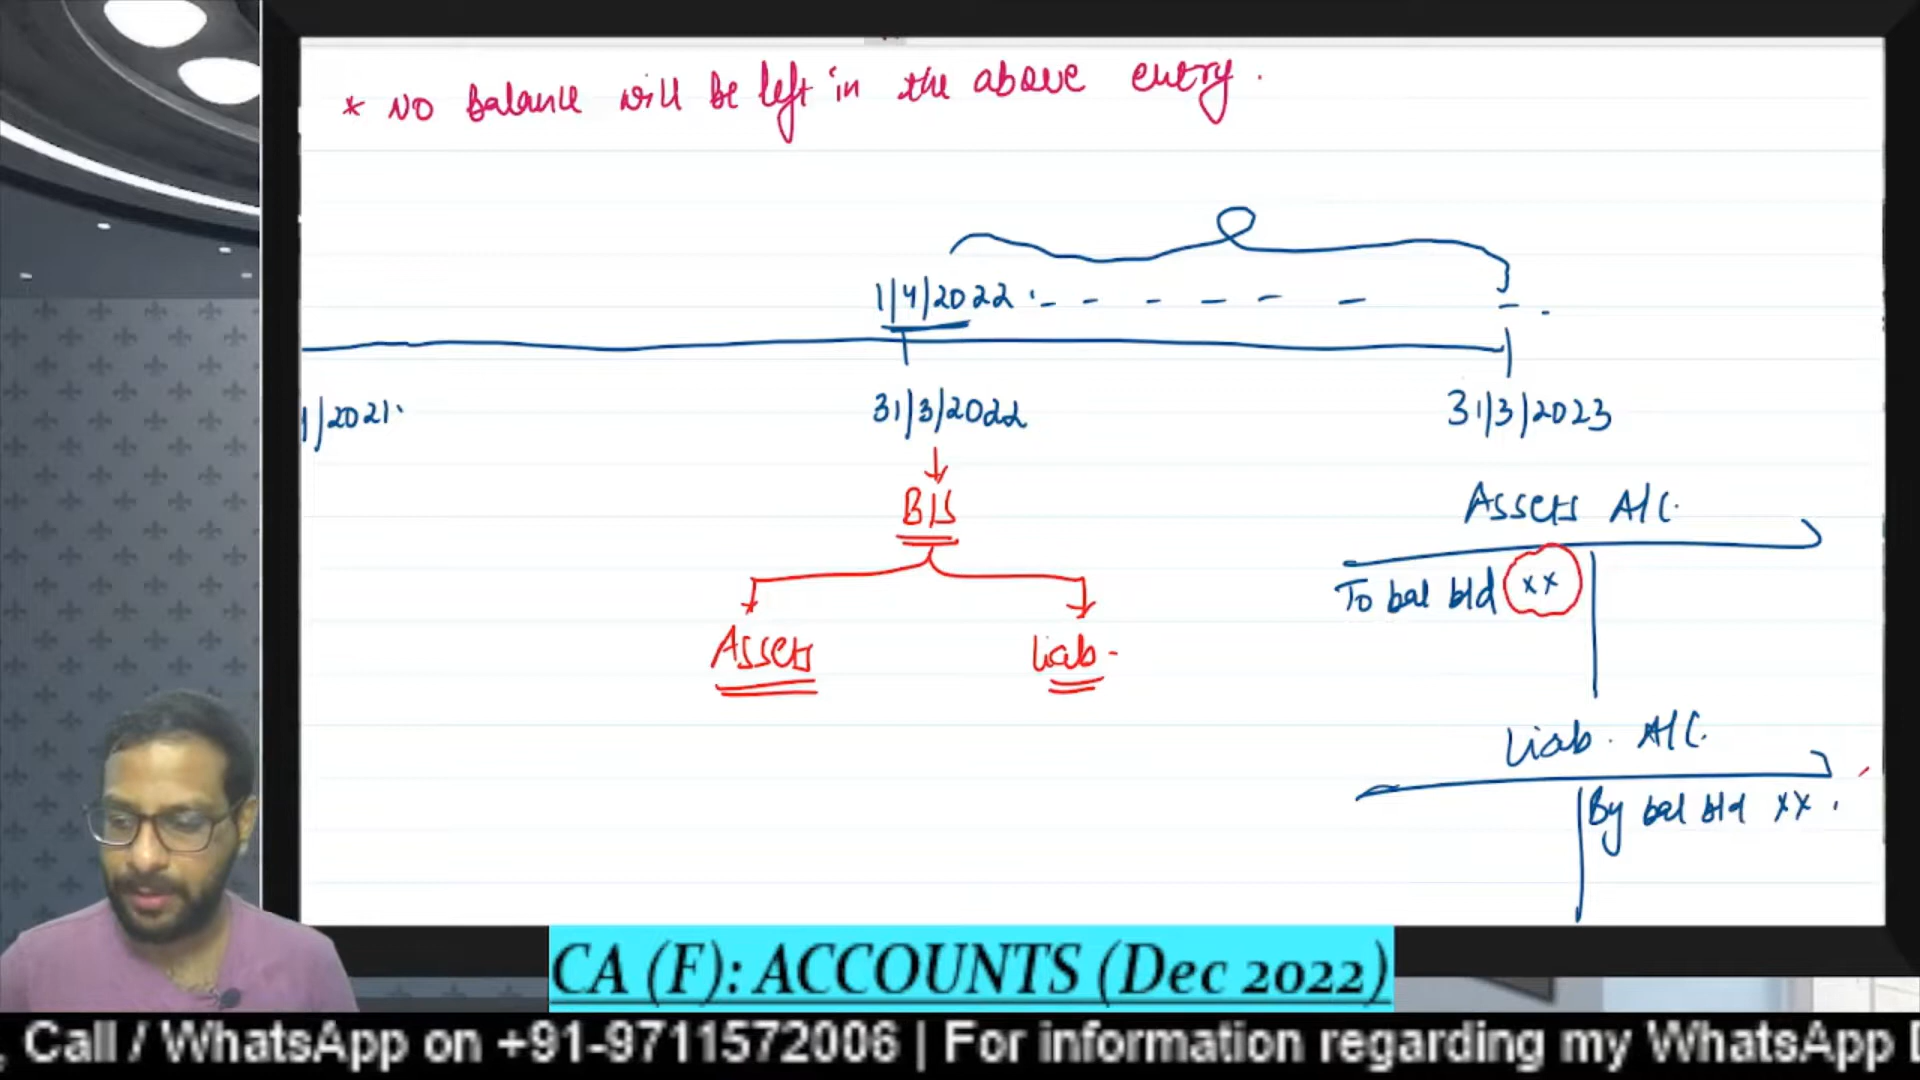 * No balance will be left in the above entry.
1/4/2022
1/2021.
31/3/2022
31/3/2023
B/S
Assets A/C.
To bal b/d xx
Assets
Liab.
Liab. A/C.
By bal b/d xx.
CA (F): ACCOUNTS (Dec 2022)
, Call / WhatsApp on +91-9711572006 | For information regarding my WhatsApp